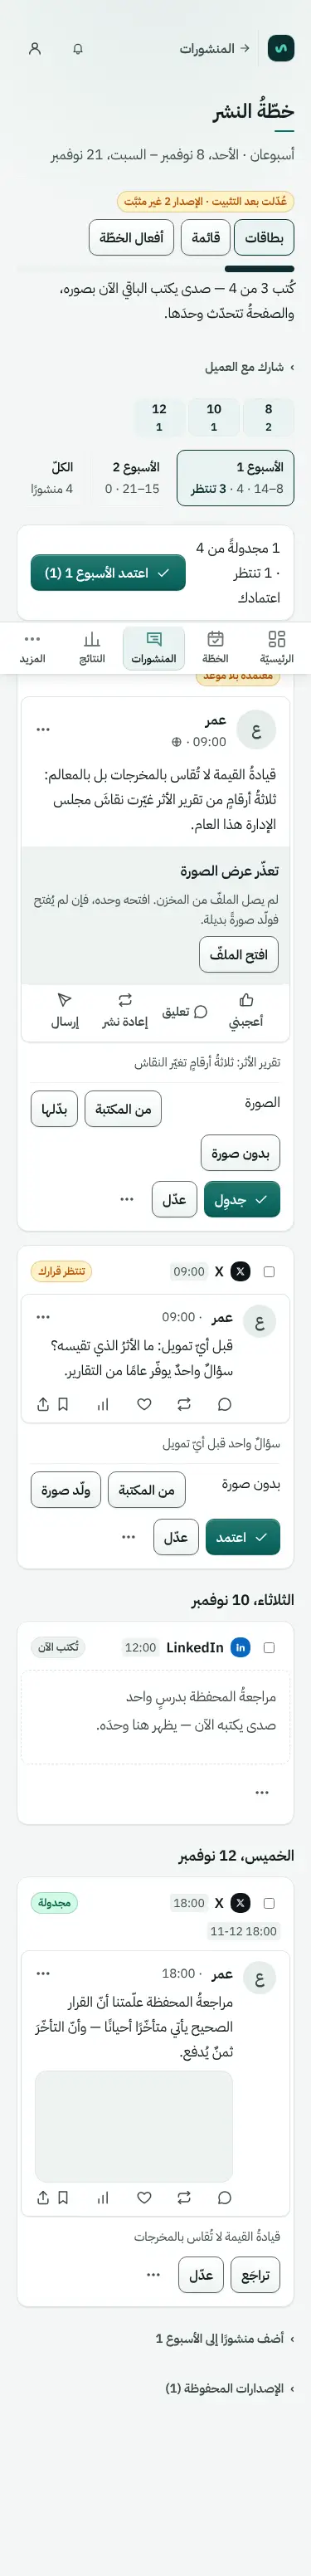 → المنشورات
خطّةُ النشر
أسبوعان · الأحد، 8 نوفمبر – السبت، 21 نوفمبر
عُدّلت بعد التثبيت · الإصدار 2 غير مثبَّت
بطاقات
قائمة
أفعال الخطّة
كُتب 3 من 4 — صدى يكتب الباقي الآن بصوره،
والصفحةُ تتحدّث وحدَها.
‹ شارك مع العميل
8
2
10
1
12
1
الأسبوع 1
8–14 · 4 · 3 تنتظر
الأسبوع 2
15–21 · 0
الكلّ
4 منشورًا
1 مجدولةً من 4
· 1 تنتظر
اعتمادك
اعتمد الأسبوع 1 (1)
الرئيسيّة
الخطّة
المنشورات
النتائج
المزيد
معتمدة بلا موعد
ع
عمر
09:00 ·
قيادةُ القيمة لا تُقاس بالمخرجات بل بالمعالم:
ثلاثةُ أرقامٍ من تقرير الأثر غيّرت نقاشَ مجلس
الإدارة هذا العام.
تعذّر عرض الصورة
لم يصل الملفّ من المخزن. افتحه وحده، فإن لم يُفتح
فولّد صورةً بديلة.
افتح الملفّ
أعجبني
تعليق
إعادة نشر
إرسال
تقرير الأثر: ثلاثةُ أرقامٍ تغيّر النقاش
الصورة
من المكتبة
بدّلها
بدون صورة
جدوِل
عدّل
X
09:00
تنتظر قرارك
ع
عمر
· 09:00
قبل أيّ تمويل: ما الأثرُ الذي تقيسه؟
سؤالٌ واحدٌ يوفّر عامًا من التقارير.
سؤالٌ واحد قبل أيّ تمويل
بدون صورة
من المكتبة
ولّد صورة
اعتمد
عدّل
الثلاثاء، 10 نوفمبر
LinkedIn
12:00
تُكتب الآن
مراجعةُ المحفظة بدرسٍ واحد
صدى يكتبه الآن — يظهر هنا وحدَه.
الخميس، 12 نوفمبر
X
18:00
مجدولة
11-12 18:00
ع
عمر
· 18:00
مراجعةُ المحفظة علّمتنا أنّ القرار
الصحيح يأتي متأخّرًا أحيانًا — وأنّ التأخّرَ
ثمنٌ يُدفع.
قيادةُ القيمة لا تُقاس بالمخرجات
تراجَع
عدّل
‹ أضف منشورًا إلى الأسبوع 1
‹ الإصدارات المحفوظة (1)